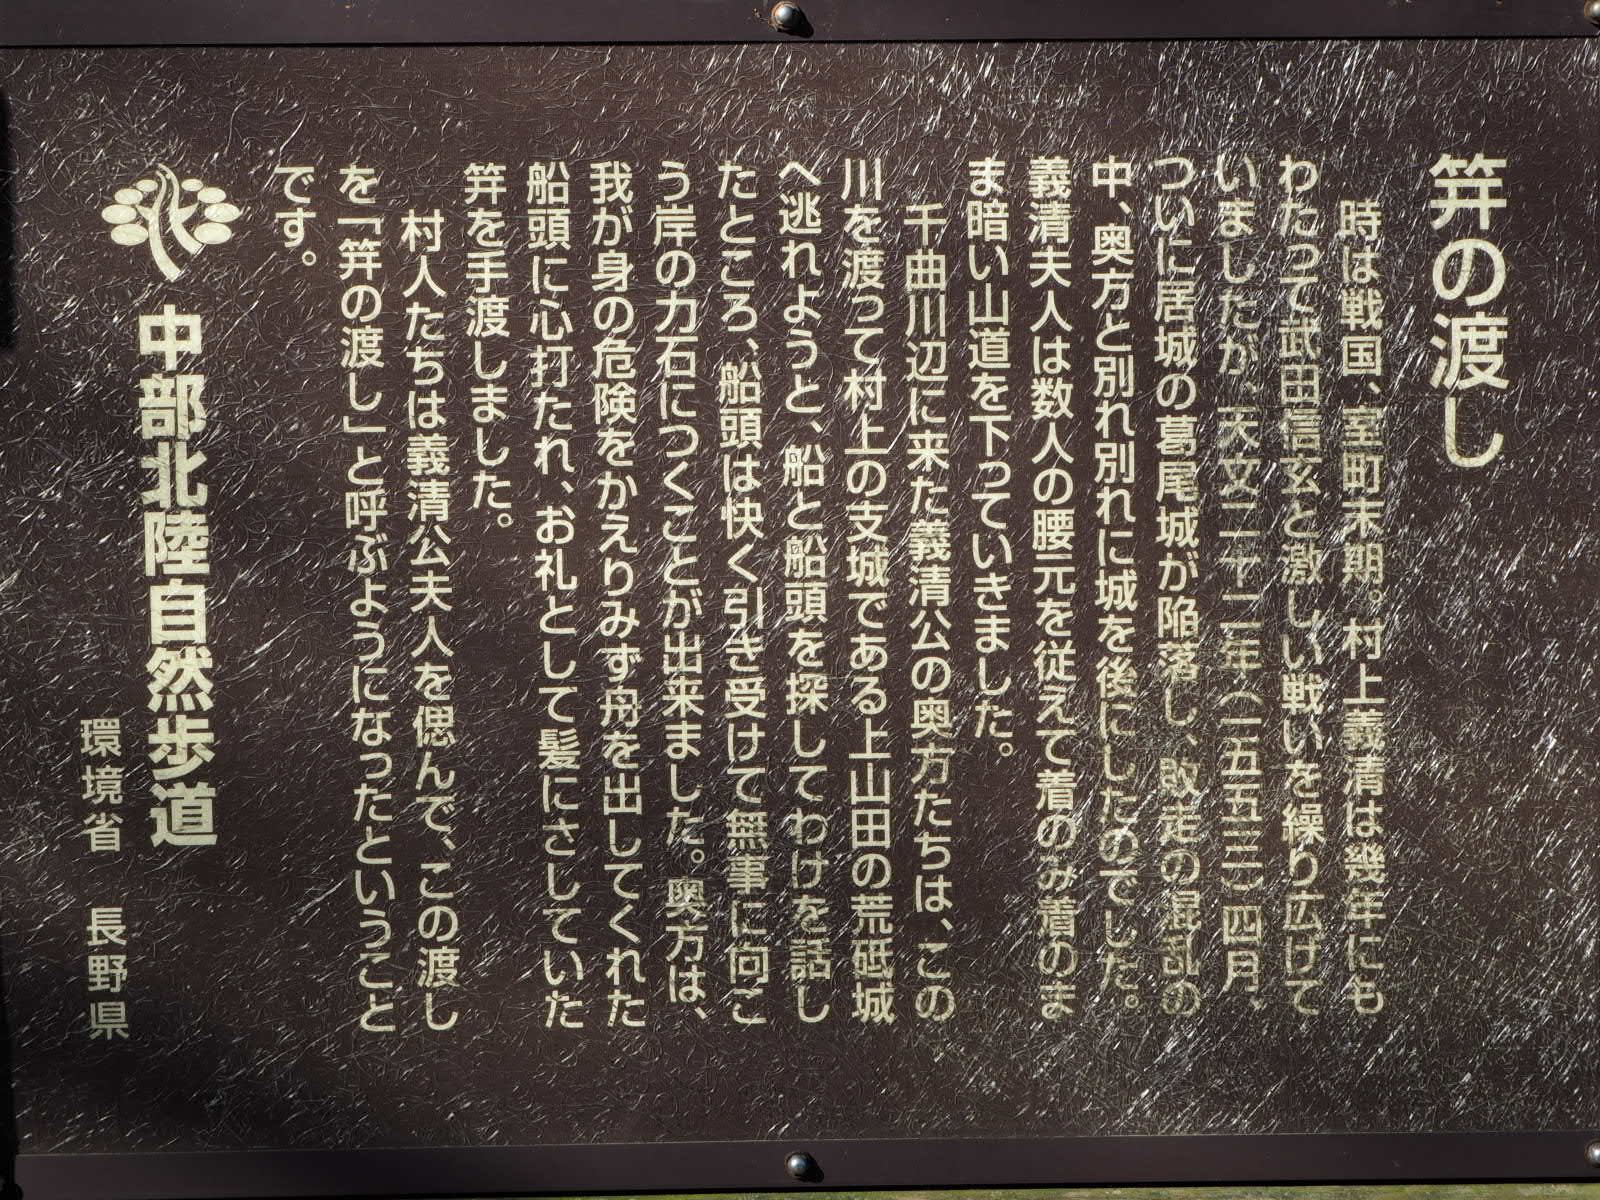 笄の渡し
時は戦国、室町末期。村上義清は幾年にも
わたって武田信玄と激しい戦いを繰り広げて
いましたが、天文二十二年（一五五三）四月、
ついに居城の葛尾城が陥落し、敗走の混乱の
中、奥方と別れ別れに城を後にしたのでした。
義清夫人は数人の腰元を従えて着のみ着のま
ま暗い山道を下っていきました。
千曲川辺に来た義清公の奥方たちは、この
川を渡って村上の支城である上山田の荒砥城
へ逃れようと、船と船頭を探してわけを話し
たところ、船頭は快く引き受けて無事に向こ
う岸の力石につくことが出来ました。奥方は、
我が身の危険をかえりみず舟を出してくれた
船頭に心打たれ、お礼として髪にさしていた
笄を手渡しました。
村人たちは義清公夫人を偲んで、この渡し
を「笄の渡し」と呼ぶようになったということ
です。
中部北陸自然歩道
環境省 長野県